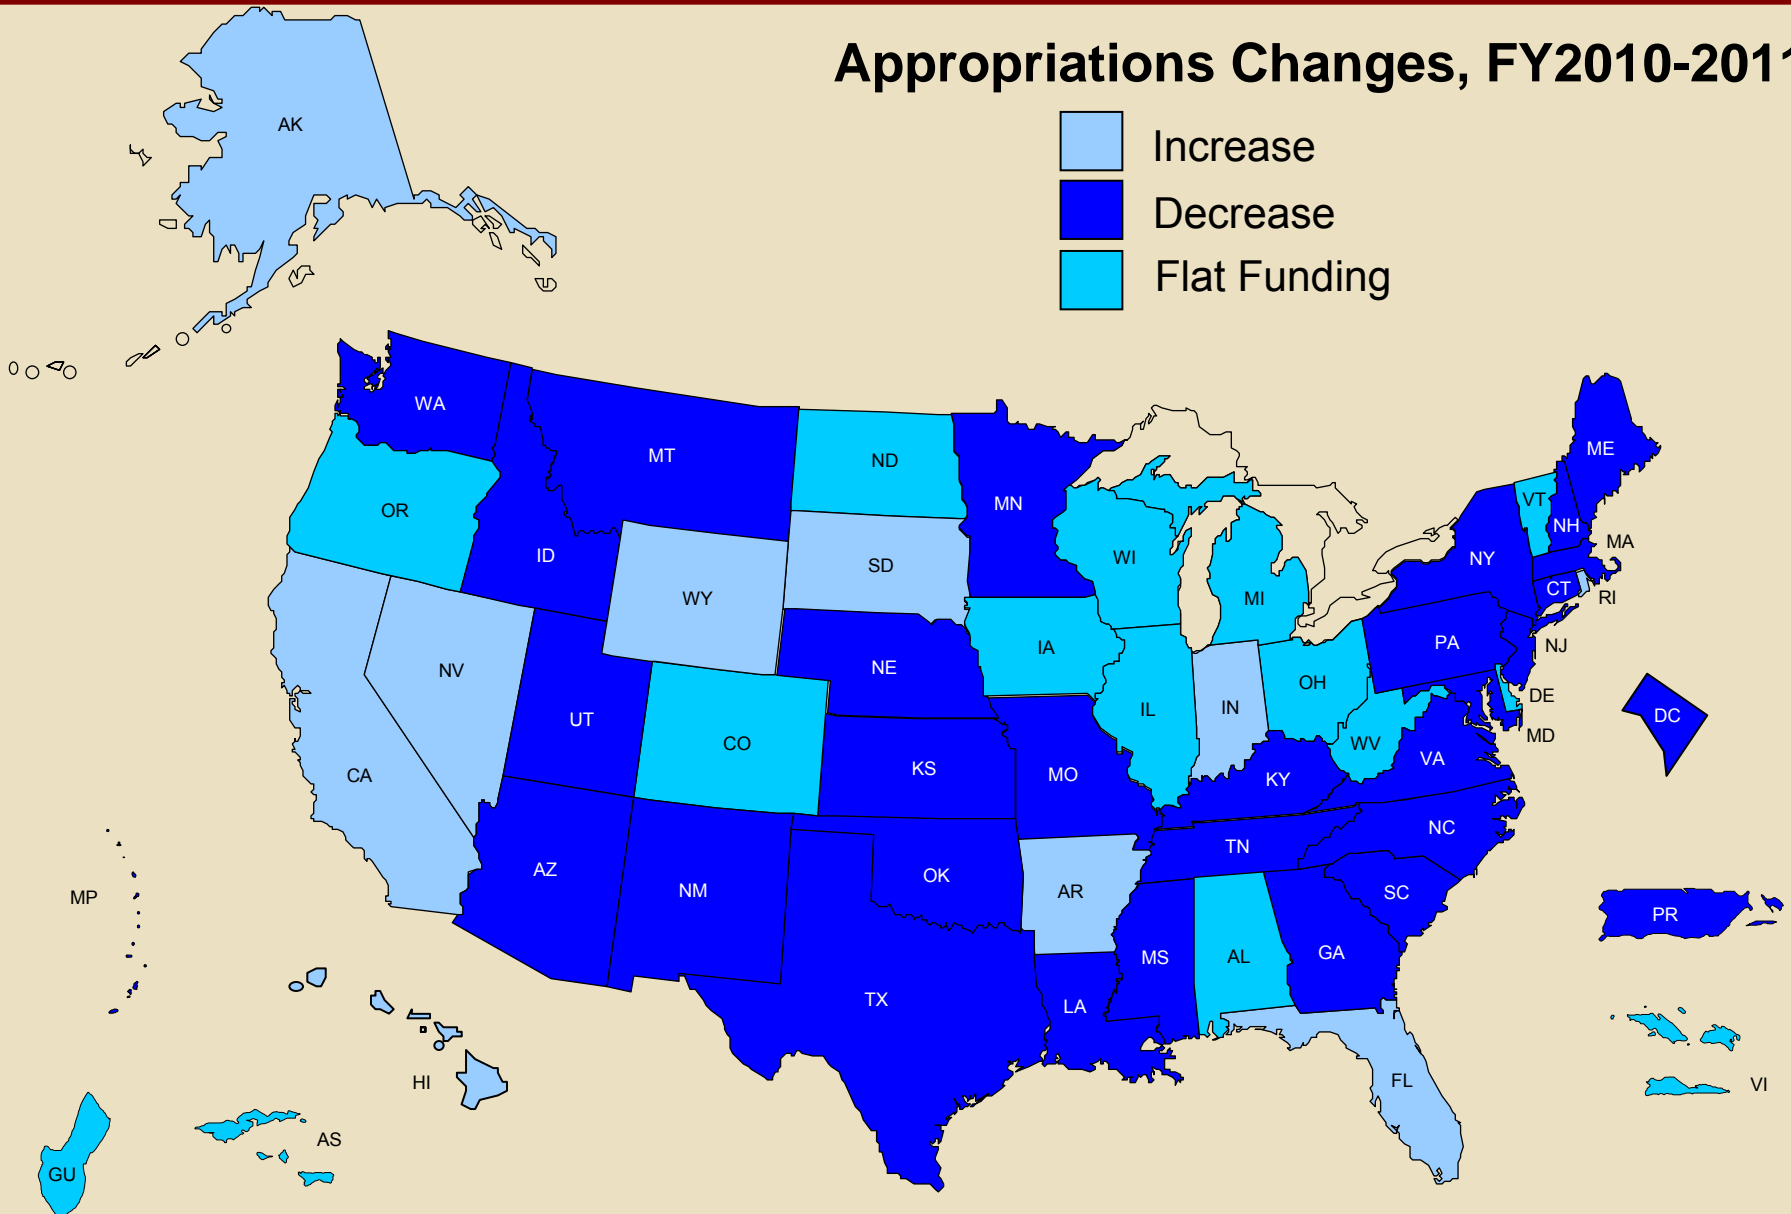 Appropriations Changes, FY2010-2011
Increase
Decrease
Flat Funding
AK
WA
MT
ND
MN
ME
VT
NH
MA
OR
ID
WY
SD
WI
MI
NY
CT
RI
NV
NE
IA
PA
NJ
UT
CO
KS
MO
IL
IN
OH
WV
DE
MD
DC
CA
KY
VA
MP
AZ
NM
OK
AR
TN
NC
SC
PR
TX
LA
MS
AL
GA
FL
HI
VI
AS
GU